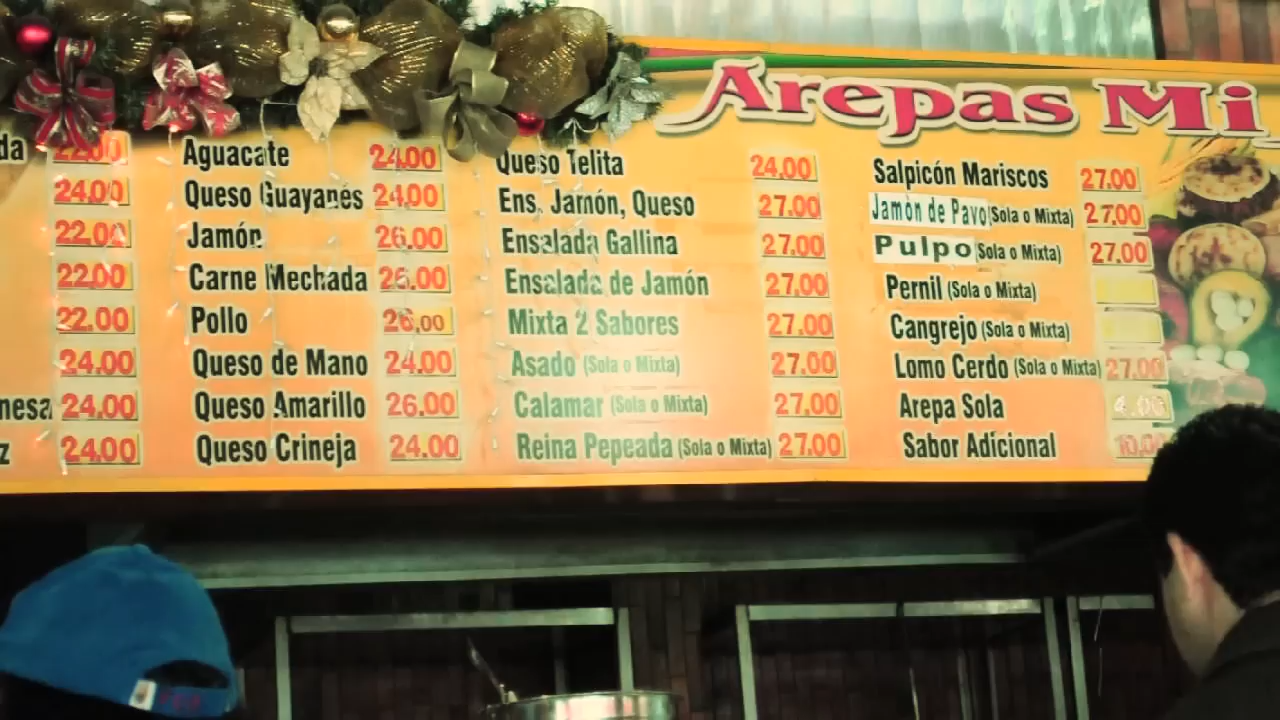 Arepas Mi
da 22.00
24.00
22.00
22.00
22.00
24.00
nesa 24.00
z 24.00
Aguacate 24.00
Queso Guayanés 24.00
Jamón 26.00
Carne Mechada 26.00
Pollo 26,00
Queso de Mano 24.00
Queso Amarillo 26.00
Queso Crineja 24.00
Queso Telita 24.00
Ens. Jamón, Queso 27.00
Ensalada Gallina 27.00
Ensalada de Jamón 27.00
Mixta 2 Sabores 27.00
Asado (Sola o Mixta) 27.00
Calamar (Sola o Mixta) 27.00
Reina Pepeada (Sola o Mixta) 27.00
Salpicón Mariscos 27.00
Jamón de Pavo (Sola o Mixta) 27.00
Pulpo (Sola o Mixta) 27.00
Pernil (Sola o Mixta)
Cangrejo (Sola o Mixta)
Lomo Cerdo (Sola o Mixta) 27.00
Arepa Sola 4.00
Sabor Adicional 10,00